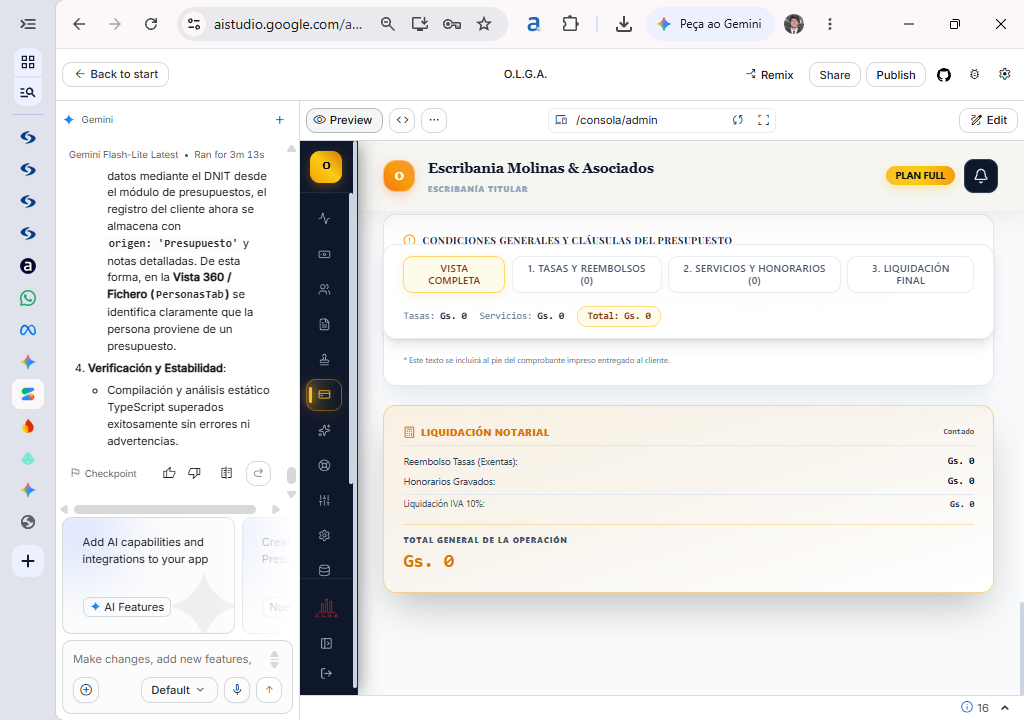 aistudio.google.com/a...
Peça ao Gemini
Back to start
O.L.G.A.
Remix
Share
Publish
Gemini
Preview
/consola/admin
Edit
Gemini Flash-Lite Latest • Ran for 3m 13s
datos mediante el DNIT desde
el módulo de presupuestos, el
registro del cliente ahora se
almacena con
origen: 'Presupuesto' y
notas detalladas. De esta
forma, en la Vista 360 /
Fichero (PersonasTab) se
identifica claramente que la
persona proviene de un
presupuesto.
4. Verificación y Estabilidad:
Compilación y análisis estático
TypeScript superados
exitosamente sin errores ni
advertencias.
Checkpoint
Add AI capabilities and
integrations to your app
AI Features
Crea
Pres
Nue
Make changes, add new features,
Default
O
O
Escribania Molinas & Asociados
ESCRIBANÍA TITULAR
PLAN FULL
CONDICIONES GENERALES Y CLÁUSULAS DEL PRESUPUESTO
VISTA
COMPLETA
1. TASAS Y REEMBOLSOS
(0)
2. SERVICIOS Y HONORARIOS
(0)
3. LIQUIDACIÓN
FINAL
Tasas: Gs. 0 Servicios: Gs. 0 Total: Gs. 0
* Este texto se incluirá al pie del comprobante impreso entregado al cliente.
LIQUIDACIÓN NOTARIAL
Contado
Reembolso Tasas (Exentas): Gs. 0
Honorarios Gravados: Gs. 0
Liquidación IVA 10%: Gs. 0
TOTAL GENERAL DE LA OPERACIÓN
Gs. 0
16